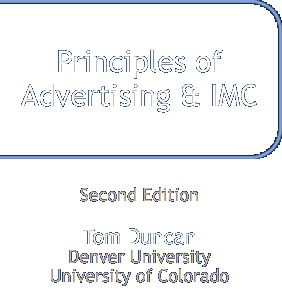 Principles of
Advertising & IMC
Second Edition
Tom Duncan
Denver University
University of Colorado